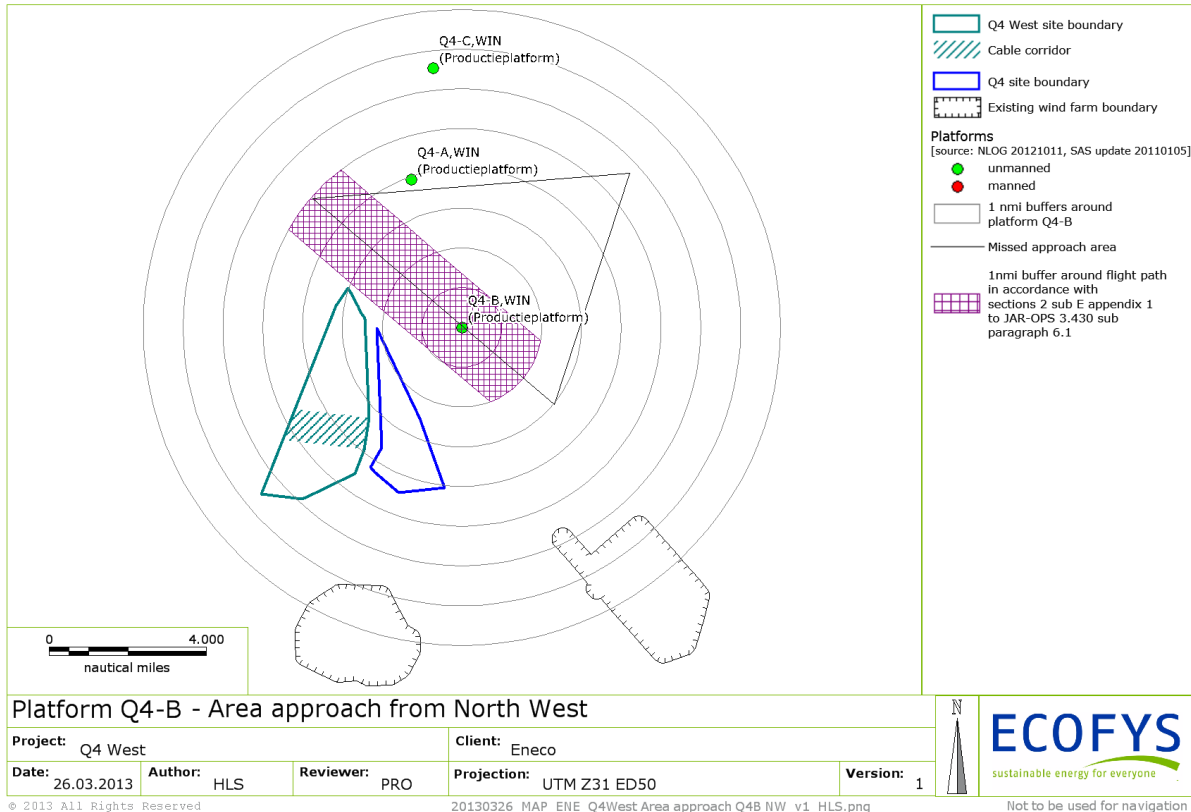 Q4-C,WIN
(Productieplatform)
Q4-A,WIN
(Productieplatform)
Q4-B,WIN
(Productieplatform)
0 4.000
nautical miles
Q4 West site boundary
Cable corridor
Q4 site boundary
Existing wind farm boundary
Platforms
[source: NLOG 20121011, SAS update 20110105]
unmanned
manned
1 nmi buffers around
platform Q4-B
Missed approach area
1nmi buffer around flight path
in accordance with
sections 2 sub E appendix 1
to JAR-OPS 3.430 sub
paragraph 6.1
Platform Q4-B - Area approach from North West
Project: Q4 West Client: Eneco
Date: 26.03.2013 Author: HLS Reviewer: PRO Projection: UTM Z31 ED50 Version: 1
N
ECOFYS
sustainable energy for everyone
© 2013 All Rights Reserved 20130326_MAP_ENE_Q4West Area approach Q4B NW_v1_HLS.png Not to be used for navigation